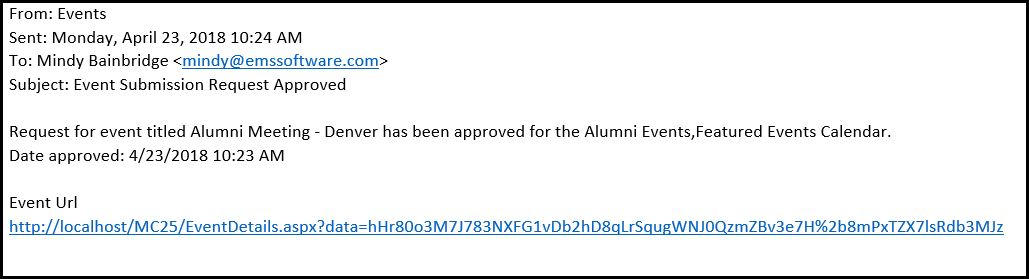 From: Events
Sent: Monday, April 23, 2018 10:24 AM
To: Mindy Bainbridge <mindy@emssoftware.com>
Subject: Event Submission Request Approved
Request for event titled Alumni Meeting - Denver has been approved for the Alumni Events,Featured Events Calendar.
Date approved: 4/23/2018 10:23 AM
Event Url
http://localhost/MC25/EventDetails.aspx?data=hHr80o3M7J783NXFG1vDb2hD8qLrSqugWNJ0QzmZBv3e7H%2b8mPxTZX7lsRdb3MJz